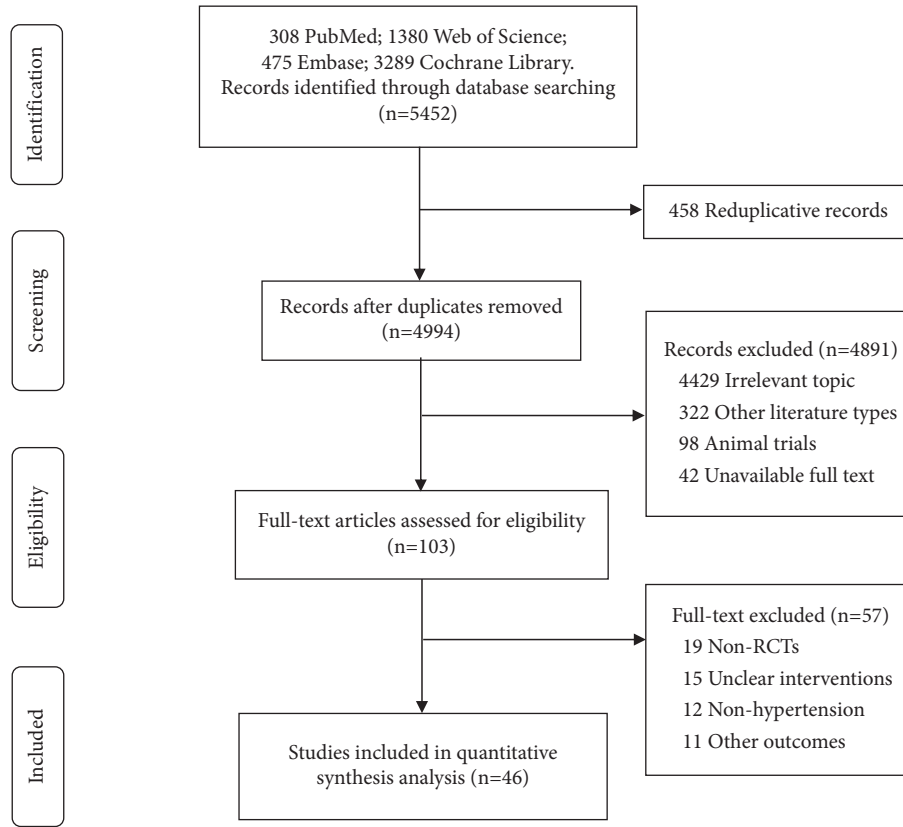 Identification
308 PubMed; 1380 Web of Science;
475 Embase; 3289 Cochrane Library.
Records identified through database searching
(n=5452)
458 Reduplicative records
Screening
Records after duplicates removed
(n=4994)
Records excluded (n=4891)
4429 Irrelevant topic
322 Other literature types
98 Animal trials
42 Unavailable full text
Eligibility
Full-text articles assessed for eligibility
(n=103)
Full-text excluded (n=57)
19 Non-RCTs
15 Unclear interventions
12 Non-hypertension
11 Other outcomes
Included
Studies included in quantitative
synthesis analysis (n=46)